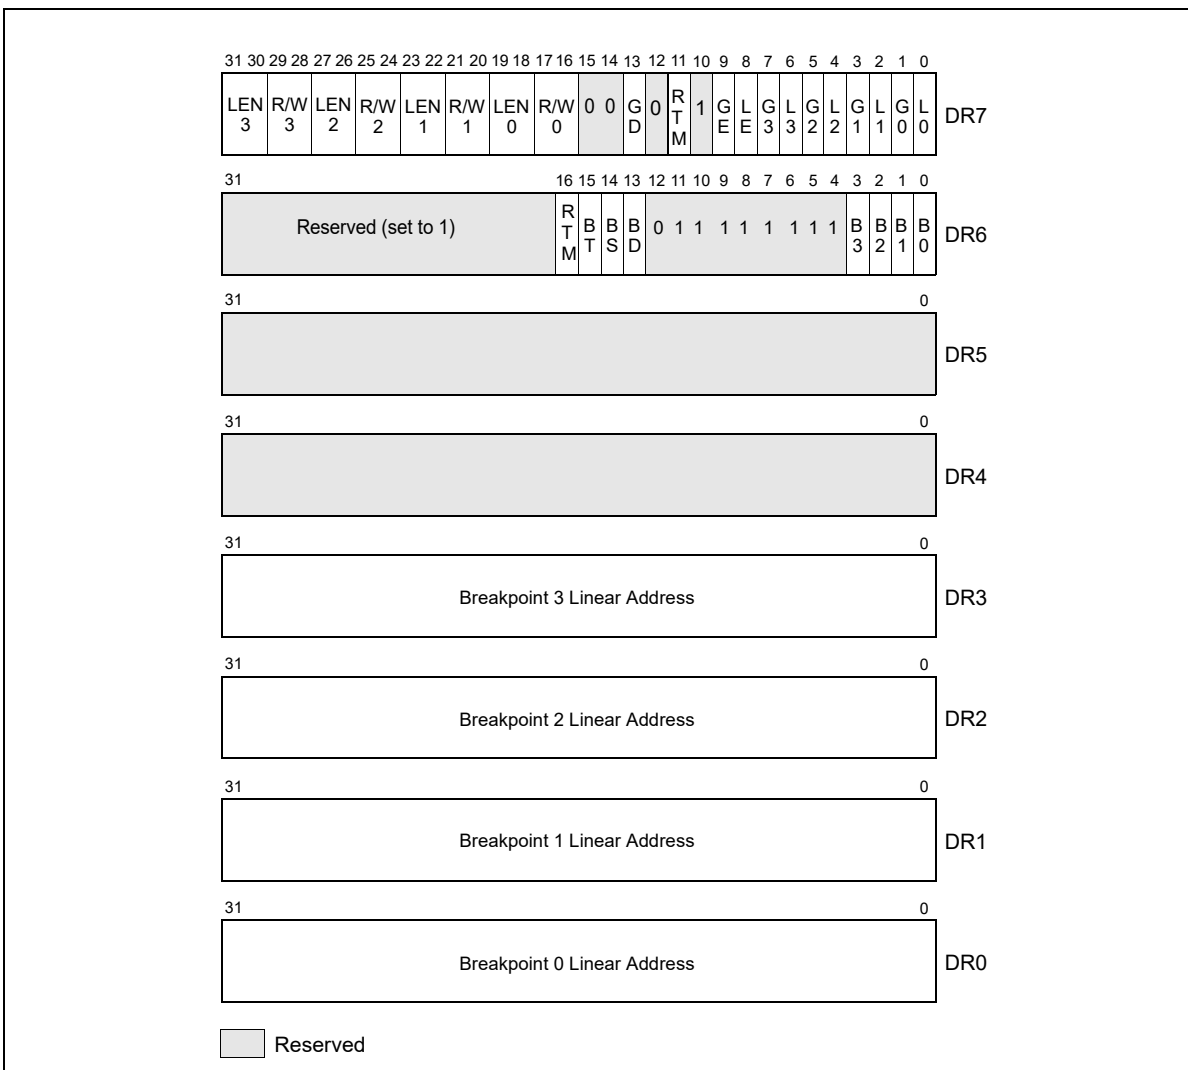 31 30 29 28 27 26 25 24 23 22 21 20 19 18 17 16 15 14 13 12 11 10 9 8 7 6 5 4 3 2 1 0
LEN 3 R/W 3 LEN 2 R/W 2 LEN 1 R/W 1 LEN 0 R/W 0 0 0 GD 0 RTM 1 GE LE G3 L3 G2 L2 G1 L1 G0 L0 DR7
31 16 15 14 13 12 11 10 9 8 7 6 5 4 3 2 1 0
Reserved (set to 1) RTM BT BS BD 0 1 1 1 1 1 1 1 1 B3 B2 B1 B0 DR6
31 0
DR5
31 0
DR4
31 0
Breakpoint 3 Linear Address DR3
31 0
Breakpoint 2 Linear Address DR2
31 0
Breakpoint 1 Linear Address DR1
31 0
Breakpoint 0 Linear Address DR0
Reserved